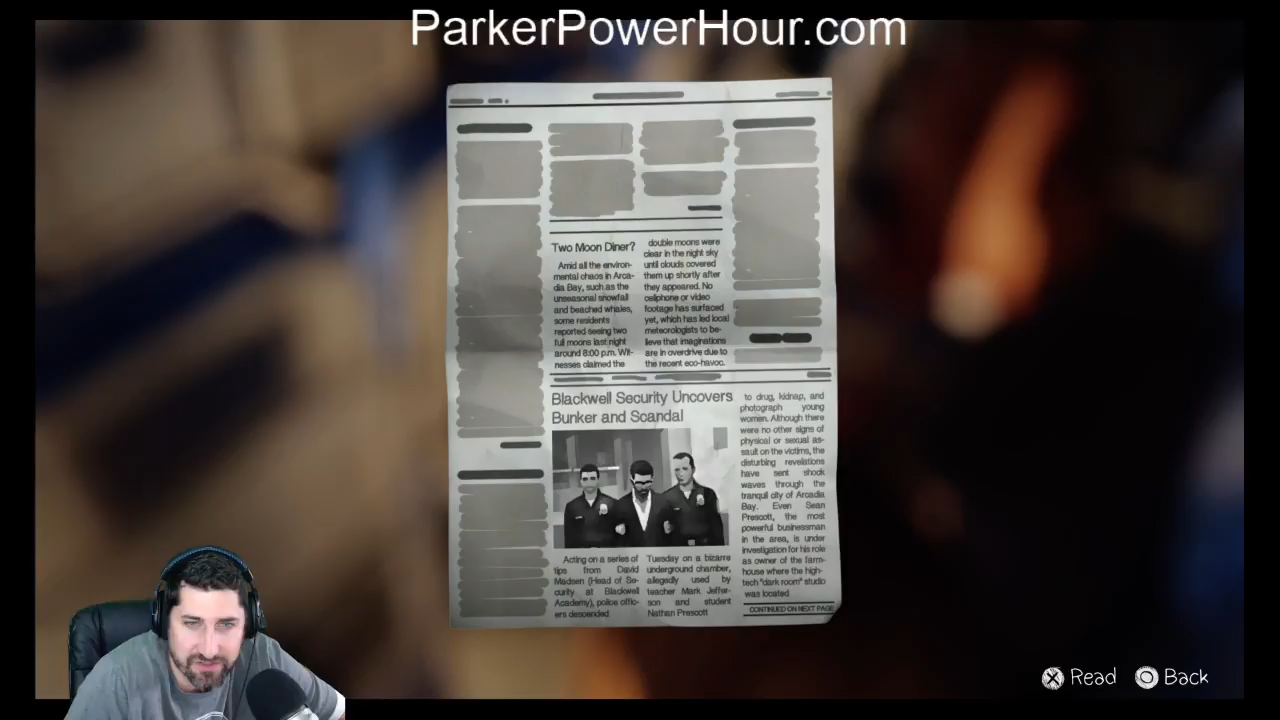 ParkerPowerHour.com
Two Moon Diner?
Amid all the environ-
mental chaos in Arca-
dia Bay, such as the
unseasonal snowfall
and beached whales,
some residents
reported seeing two
full moons last night
around 8:00 p.m. Wit-
nesses claimed the
double moons were
clear in the night sky
until clouds covered
them up shortly after
they appeared. No
cellphone or video
footage has surfaced
yet, which has led local
meteorologists to be-
lieve that imaginations
are in overdrive due to
the recent eco-havoc.
Blackwell Security Uncovers
Bunker and Scandal
Acting on a series of
tips from David
Madsen (Head of Se-
curity at Blackwell
Academy), police offic-
ers descended
Tuesday on a bizarre
underground chamber,
allegedly used by
teacher Mark Jeffer-
son and student
Nathan Prescott
to drug, kidnap, and
photograph young
women. Although there
were no other signs of
physical or sexual as-
sault on the victims, the
disturbing revelations
have sent shock
waves through the
tranquil city of Arcadia
Bay. Even Sean
Prescott, the most
powerful businessman
in the area, is under
investigation for his role
as owner of the farm-
house where the high-
tech "dark room" studio
was located
CONTINUED ON NEXT PAGE
Read
Back